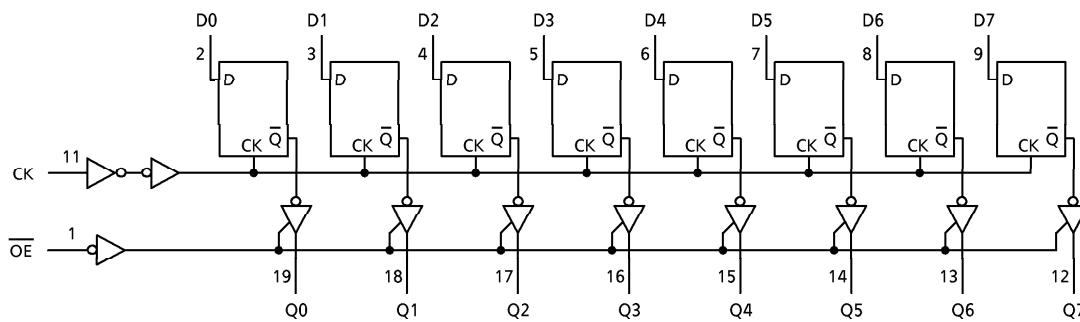 D0 D1 D2 D3 D4 D5 D6 D7
2 3 4 5 6 7 8 9
D D D D D D D D
CK Q̅ CK Q̅ CK Q̅ CK Q̅ CK Q̅ CK Q̅ CK Q̅ CK Q̅
CK 11
O̅E̅ 1
19 18 17 16 15 14 13 12
Q0 Q1 Q2 Q3 Q4 Q5 Q6 Q7